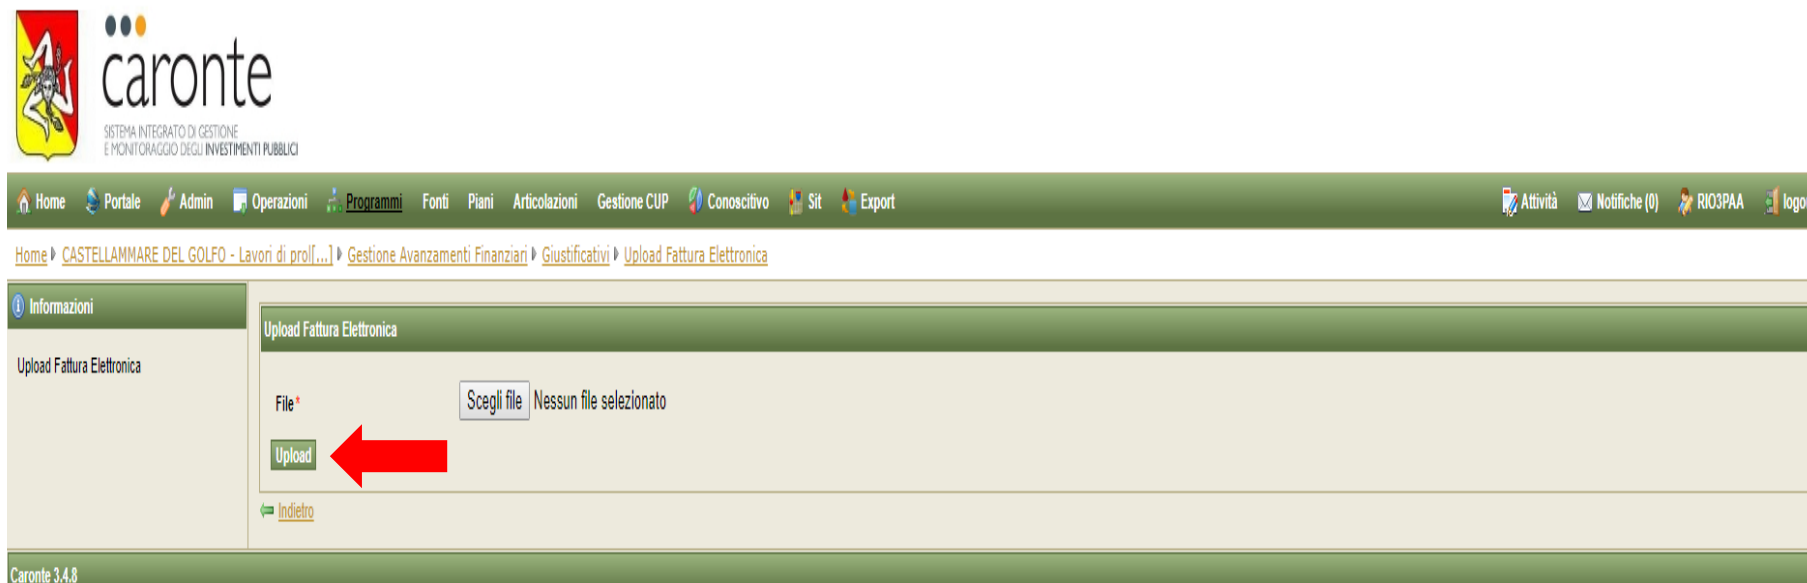 caronte
SISTEMA INTEGRATO DI GESTIONE
E MONITORAGGIO DEGLI INVESTIMENTI PUBBLICI
Home Portale Admin Operazioni Programmi Fonti Piani Articolazioni Gestione CUP Conoscitivo Sit Export Attività Notifiche (0) RIO3PAA logou
Home CASTELLAMMARE DEL GOLFO - Lavori di prol[...] Gestione Avanzamenti Finanziari Giustificativi Upload Fattura Elettronica
Informazioni
Upload Fattura Elettronica
Upload Fattura Elettronica
File* Scegli file Nessun file selezionato
Upload
Indietro
Caronte 3.4.8